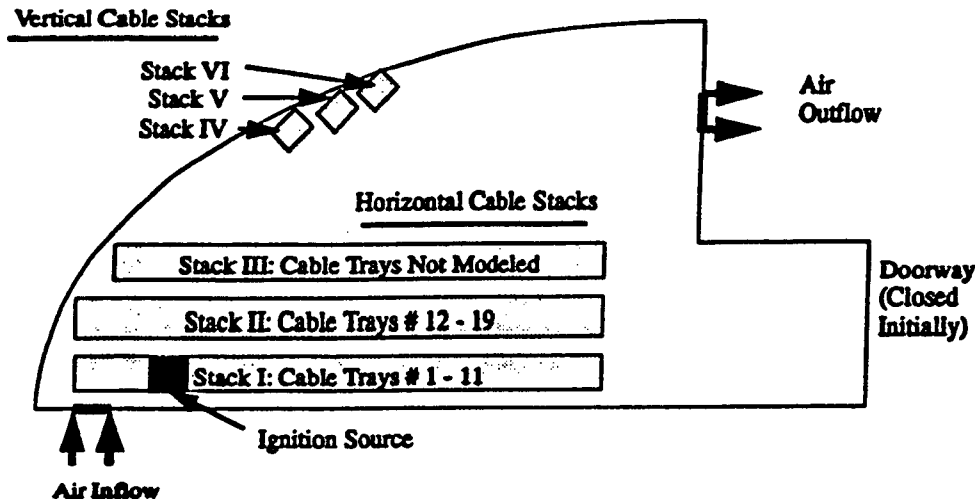 Vertical Cable Stacks
Stack VI
Stack V
Stack IV
Air
Outflow
Horizontal Cable Stacks
Stack III: Cable Trays Not Modeled
Stack II: Cable Trays # 12 - 19
Stack I: Cable Trays # 1 - 11
Doorway
(Closed
Initially)
Ignition Source
Air Inflow